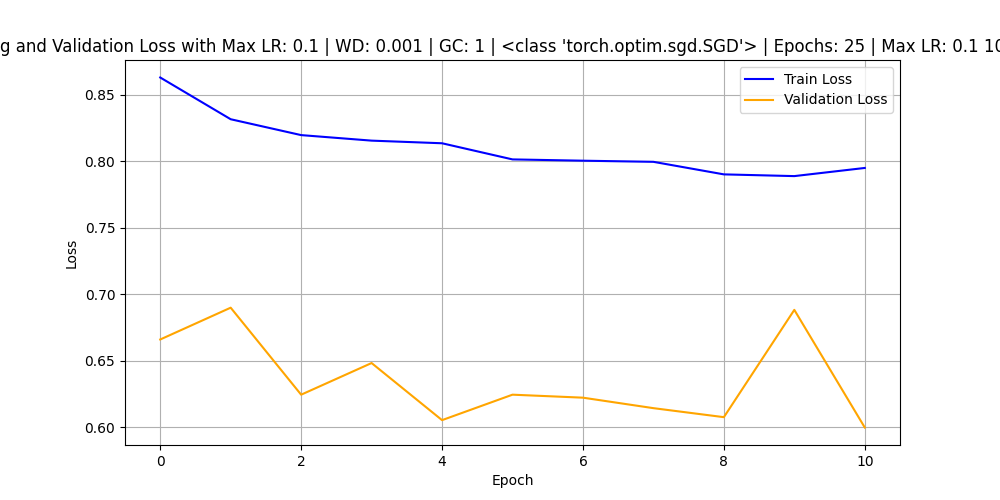 g and Validation Loss with Max LR: 0.1 | WD: 0.001 | GC: 1 | <class 'torch.optim.sgd.SGD'> | Epochs: 25 | Max LR: 0.1 10
Train Loss
Validation Loss
0.85
0.80
0.75
0.70
0.65
0.60
Loss
0 2 4 6 8 10
Epoch